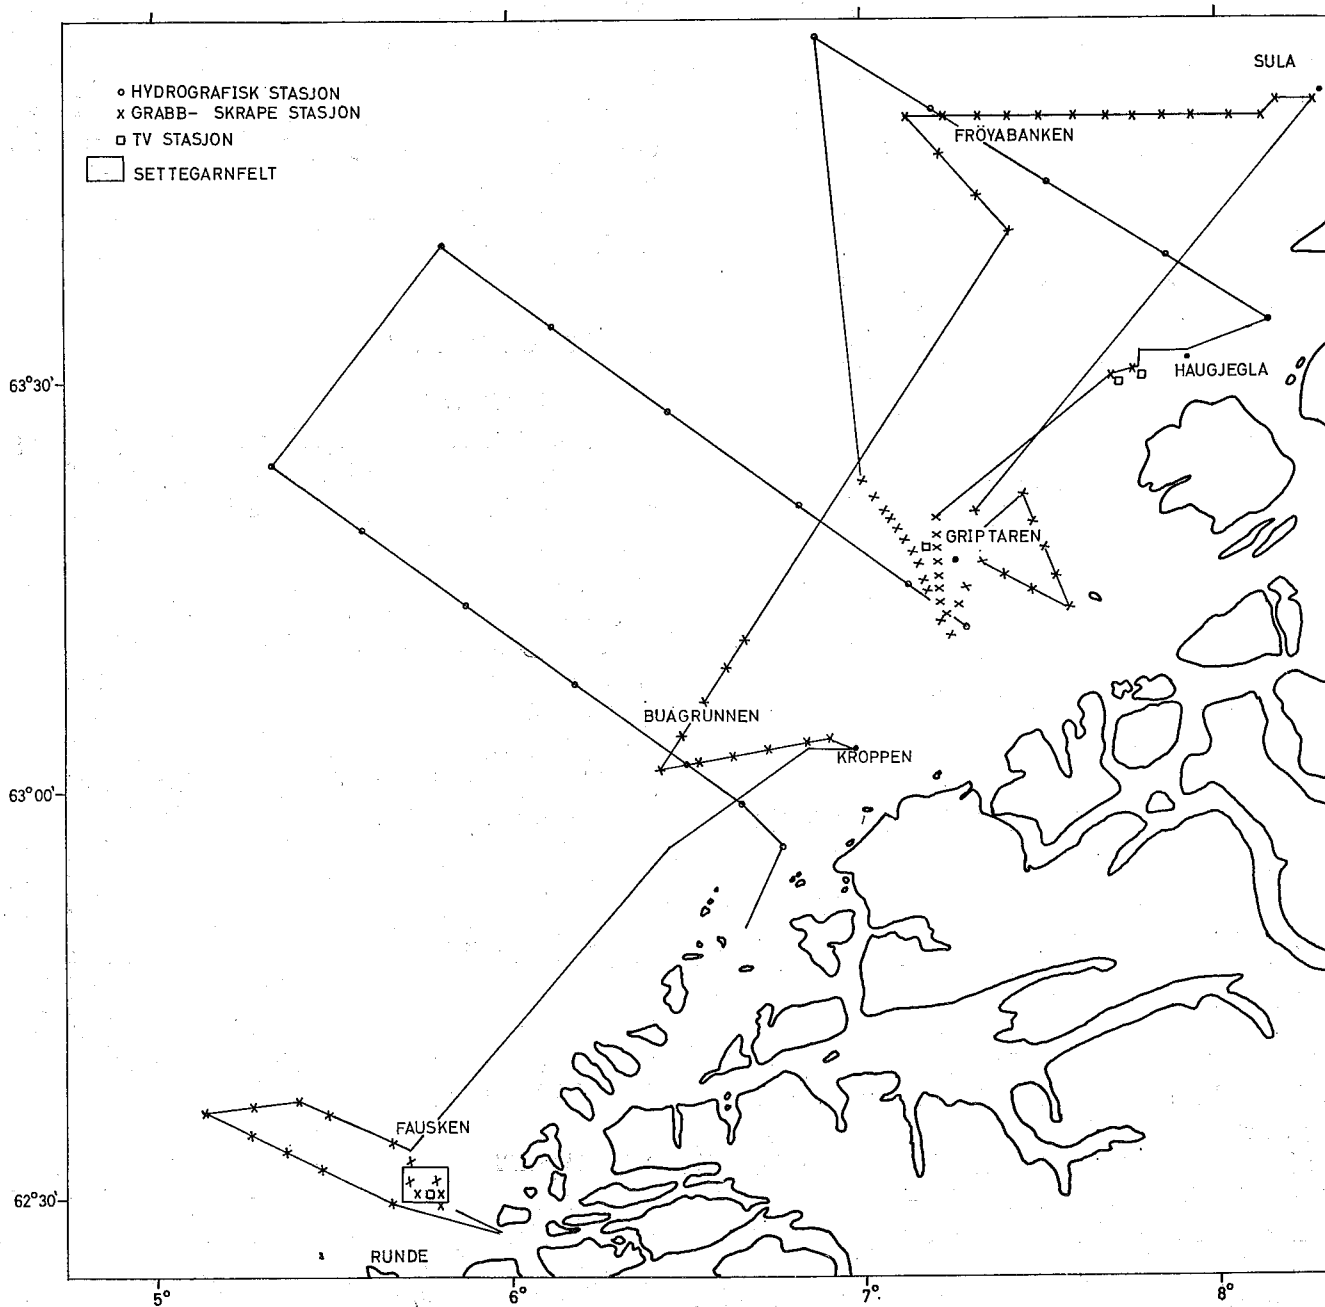 SULA
HYDROGRAFISK STASJON
GRABB- SKRAPE STASJON
TV STASJON
SETTEGARNFELT
FRÖYABANKEN
HAUGJEGLA
63°30'
GRIPTAREN
BUAGRUNNEN
KROPPEN
63°00'
FAUSKEN
62°30'
RUNDE
5° 6° 7° 8°